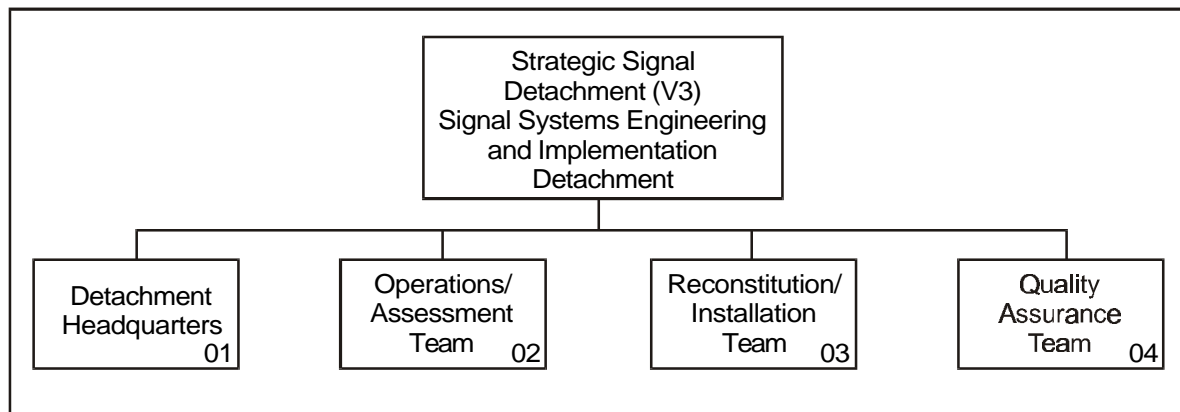 Strategic Signal
Detachment (V3)
Signal Systems Engineering
and Implementation
Detachment
Detachment
Headquarters
01
Operations/
Assessment
Team
02
Reconstitution/
Installation
Team
03
Quality
Assurance
Team
04